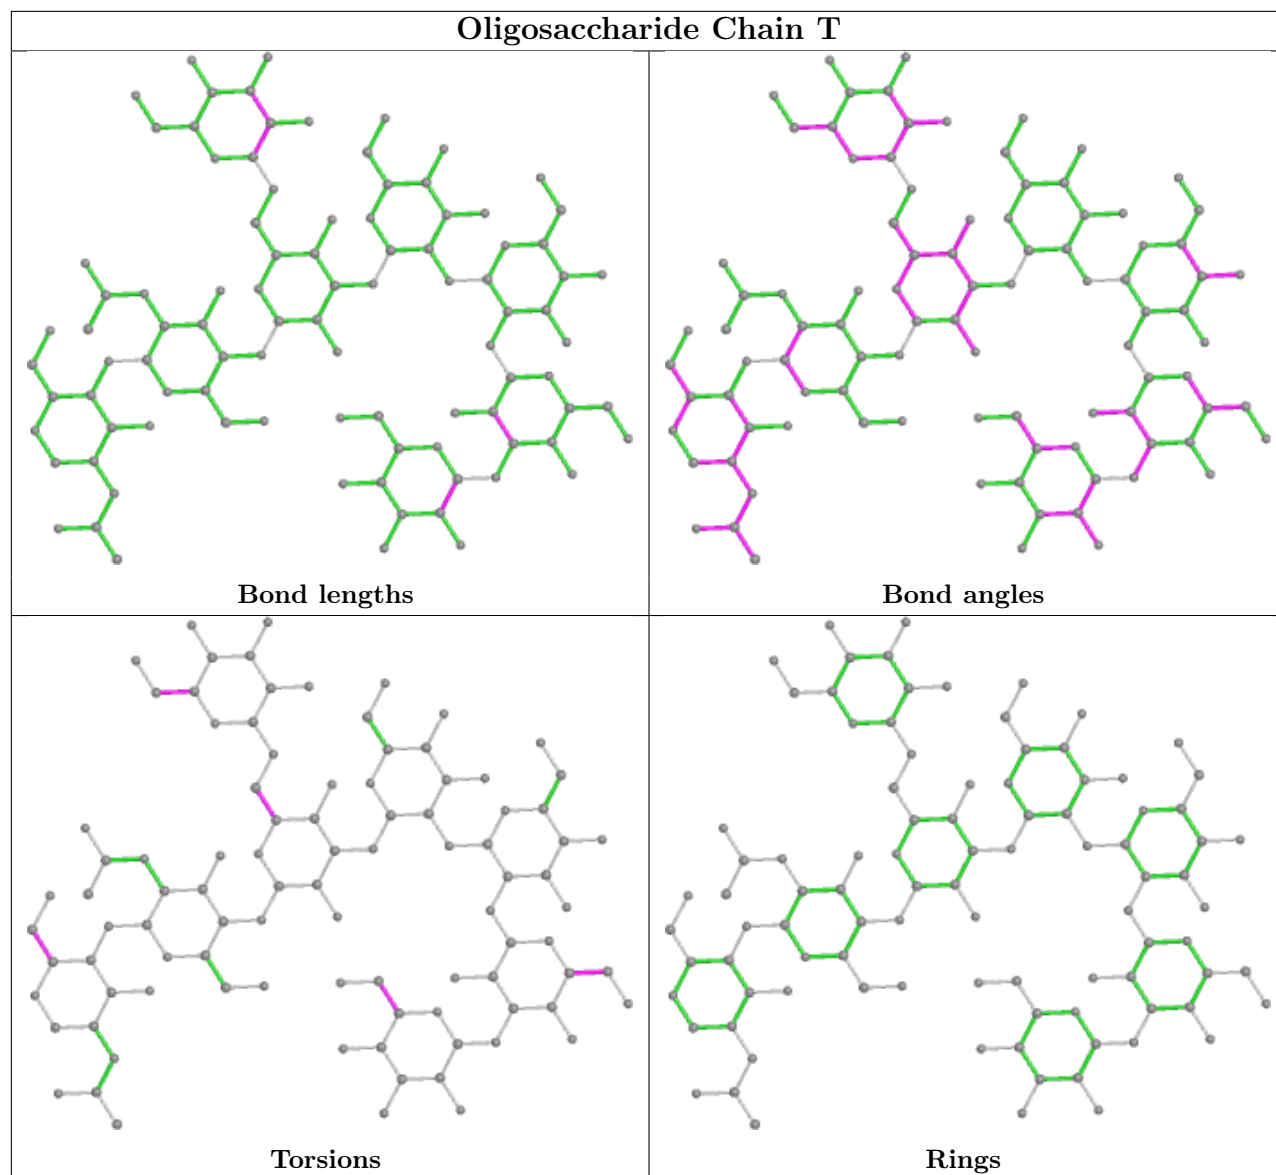 Oligosaccharide Chain T
Bond lengths
Bond angles
Torsions
Rings